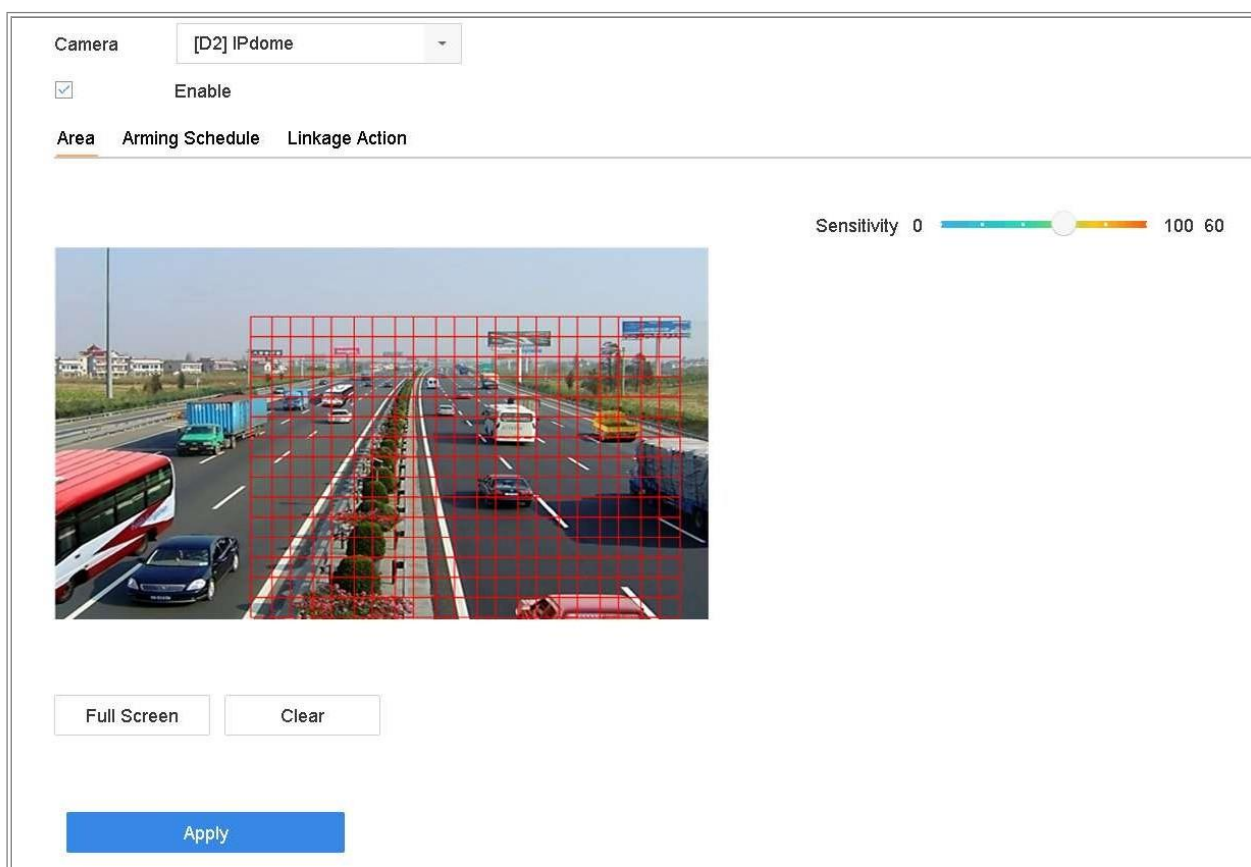 Camera [D2] IPdome
Enable
Area Arming Schedule Linkage Action
Sensitivity 0 100 60
Full Screen Clear
Apply